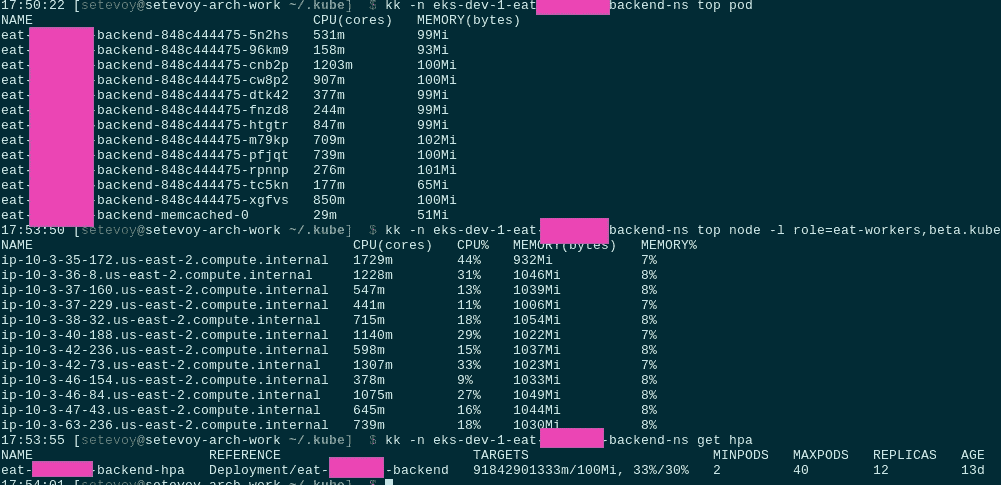 17:50:22 [setevoy@setevoy-arch-work ~/.kube]  $ kk -n eks-dev-1-eat backend-ns top pod
NAME CPU(cores) MEMORY(bytes)
eat- -backend-848c444475-5n2hs 531m 99Mi
eat- -backend-848c444475-96km9 158m 93Mi
eat- -backend-848c444475-cnb2p 1203m 100Mi
eat- -backend-848c444475-cw8p2 907m 100Mi
eat- -backend-848c444475-dtk42 377m 99Mi
eat- -backend-848c444475-fnzd8 244m 99Mi
eat- -backend-848c444475-htgtr 847m 99Mi
eat- -backend-848c444475-m79kp 709m 102Mi
eat- -backend-848c444475-pfjqt 739m 100Mi
eat- -backend-848c444475-rpnnp 276m 101Mi
eat- -backend-848c444475-tc5kn 177m 65Mi
eat- -backend-848c444475-xgfvs 850m 100Mi
eat- -backend-memcached-0 29m 51Mi
17:53:50 [setevoy@setevoy-arch-work ~/.kube]  $ kk -n eks-dev-1-eat- backend-ns top node -l role=eat-workers,beta.kube
NAME CPU(cores) CPU% MEMORY(bytes) MEMORY%
ip-10-3-35-172.us-east-2.compute.internal 1729m 44% 932Mi 7%
ip-10-3-36-8.us-east-2.compute.internal 1228m 31% 1046Mi 8%
ip-10-3-37-160.us-east-2.compute.internal 547m 13% 1039Mi 8%
ip-10-3-37-229.us-east-2.compute.internal 441m 11% 1006Mi 7%
ip-10-3-38-32.us-east-2.compute.internal 715m 18% 1054Mi 8%
ip-10-3-40-188.us-east-2.compute.internal 1140m 29% 1022Mi 7%
ip-10-3-42-236.us-east-2.compute.internal 598m 15% 1037Mi 8%
ip-10-3-42-73.us-east-2.compute.internal 1307m 33% 1023Mi 7%
ip-10-3-46-154.us-east-2.compute.internal 378m 9% 1033Mi 8%
ip-10-3-46-84.us-east-2.compute.internal 1075m 27% 1049Mi 8%
ip-10-3-47-43.us-east-2.compute.internal 645m 16% 1044Mi 8%
ip-10-3-63-236.us-east-2.compute.internal 739m 18% 1030Mi 8%
17:53:55 [setevoy@setevoy-arch-work ~/.kube]  $ kk -n eks-dev-1-eat- -backend-ns get hpa
NAME REFERENCE TARGETS MINPODS MAXPODS REPLICAS AGE
eat- -backend-hpa Deployment/eat- -backend 91842901333m/100Mi, 33%/30% 2 40 12 13d
17:54:01 [setevoy@setevoy-arch-work ~/.kube]  $